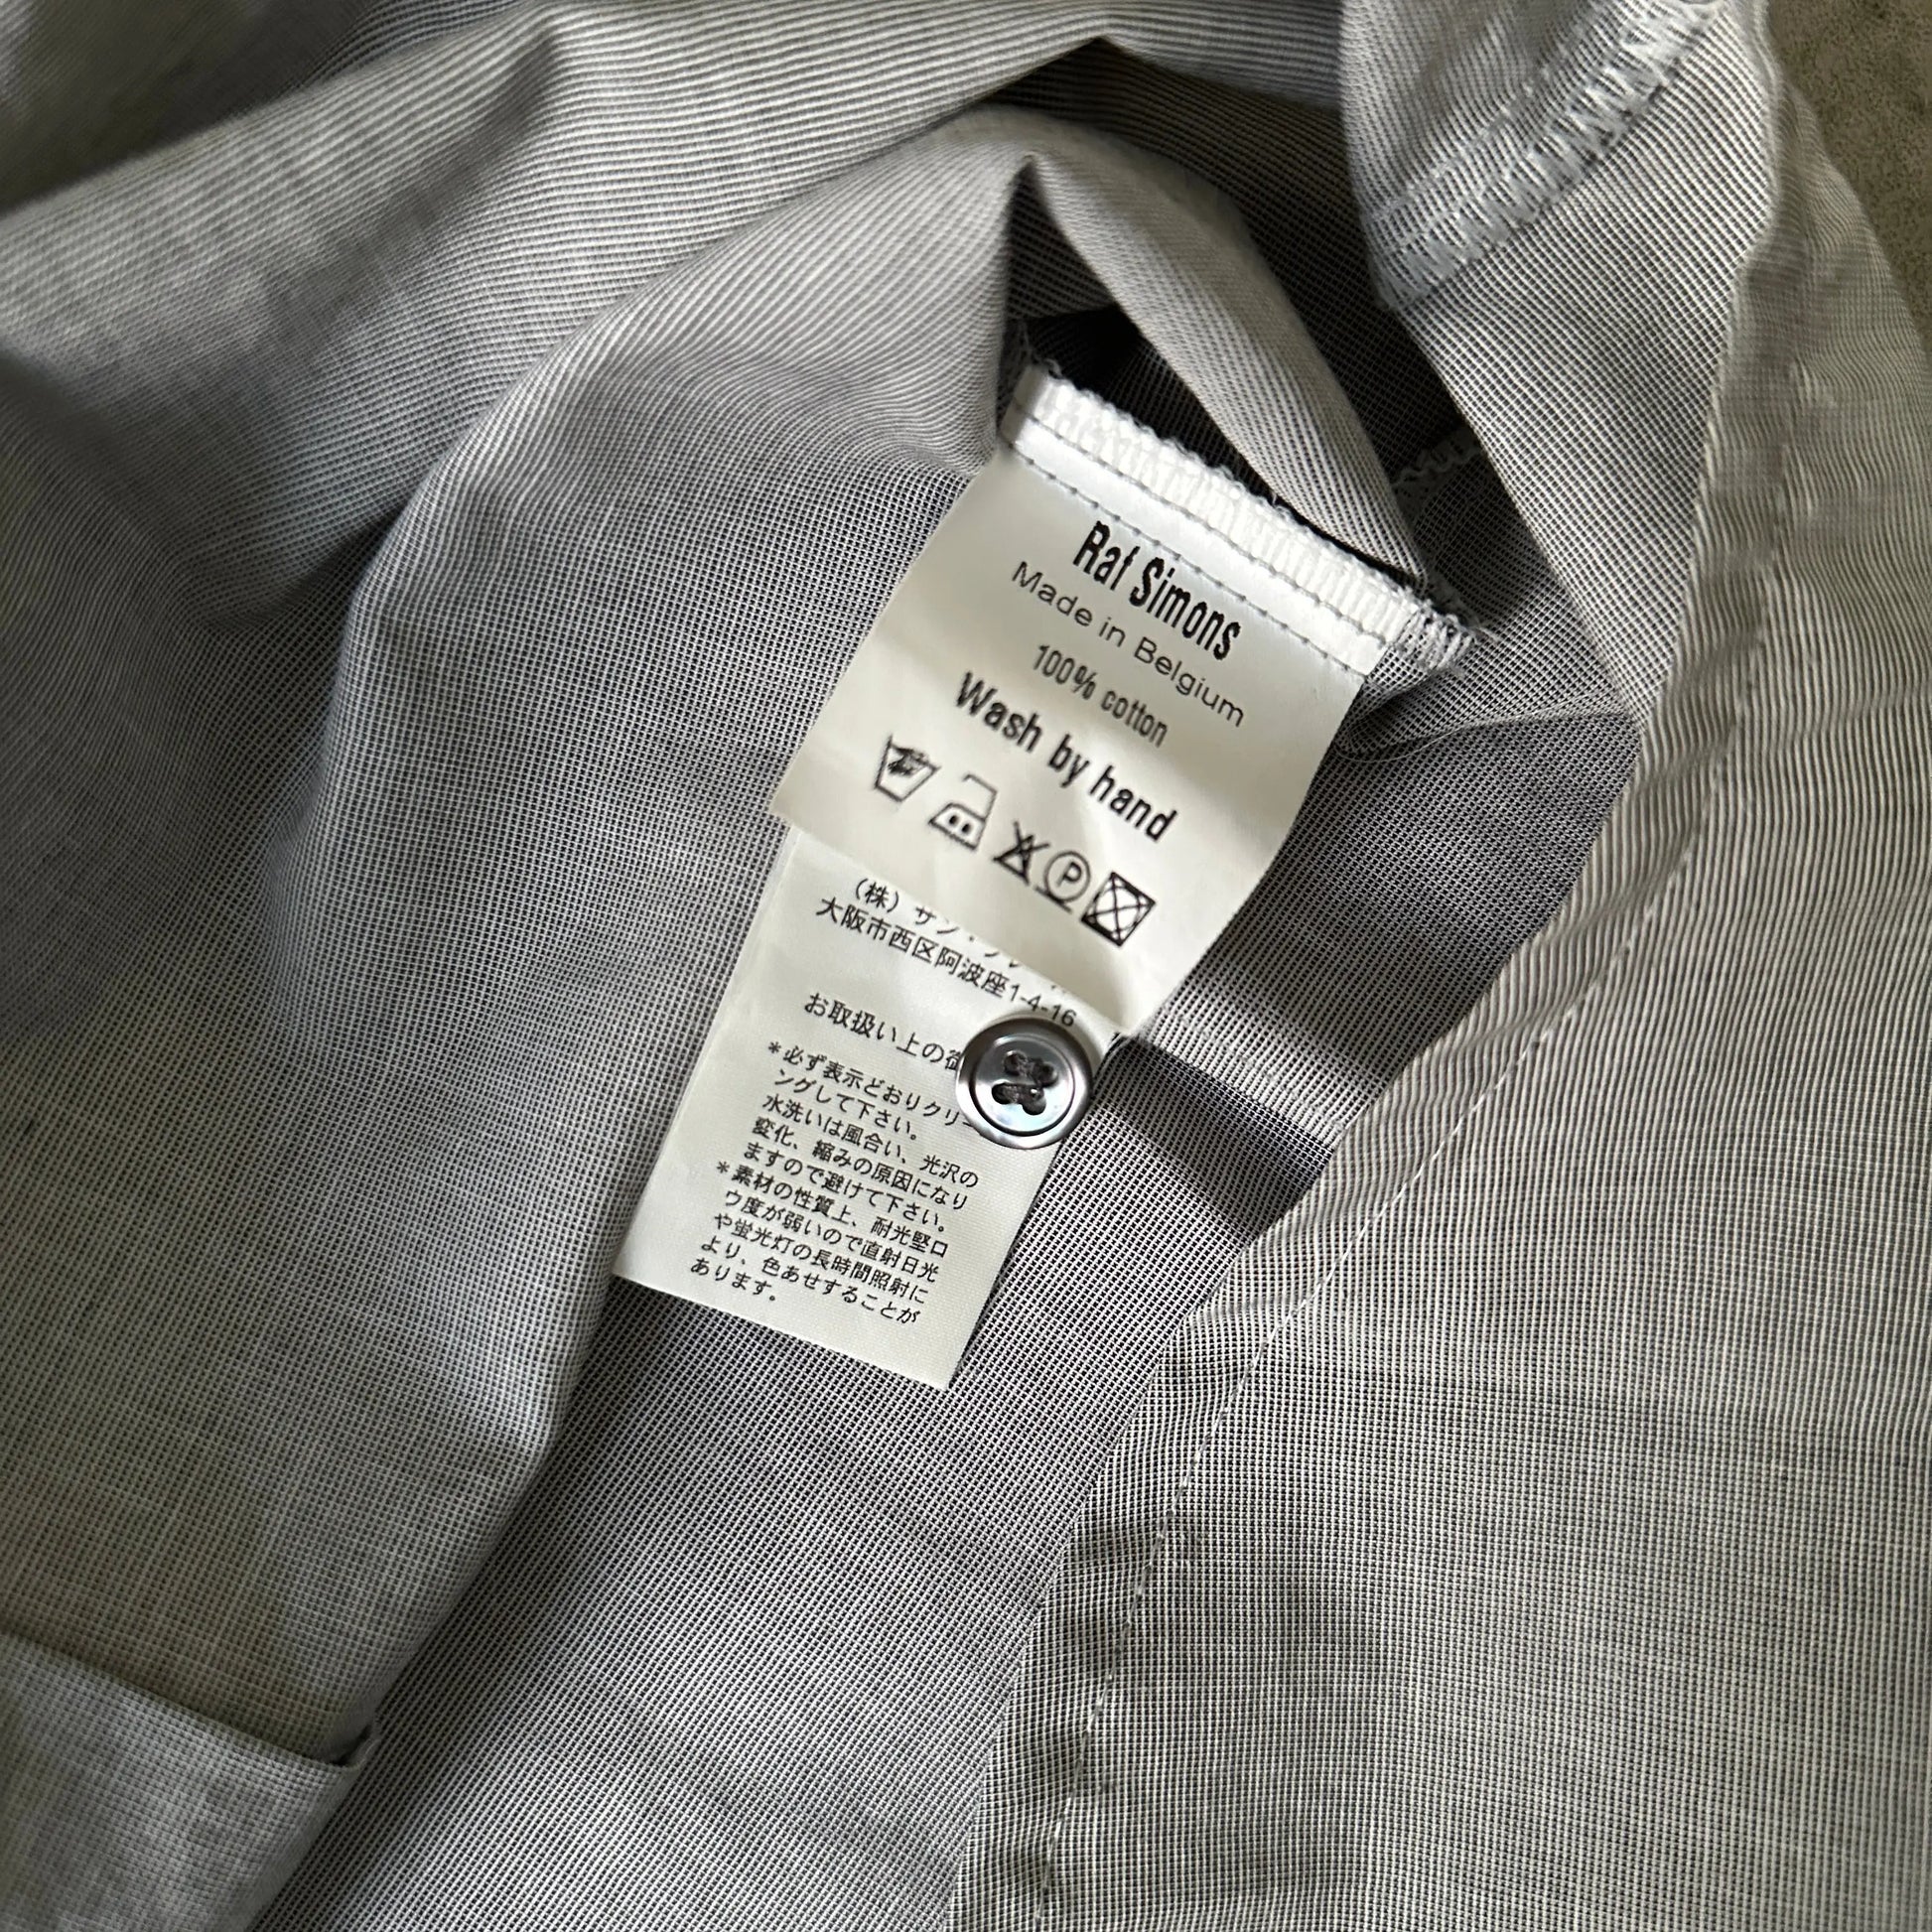 Raf Simons
Made in Belgium
100% cotton
Wash by hand
P
(株) サン・フレ
大阪市西区阿波座1-4-16
お取扱い上の御
*必ず表示どおりクリー
ングして下さい。
水洗いは風合い、光沢の
変化、縮みの原因になり
ますので避けて下さい。
*素材の性質上、耐光堅ロ
ウ度が弱いので直射日光
や蛍光灯の長時間照射に
より、色あせすることが
あります。